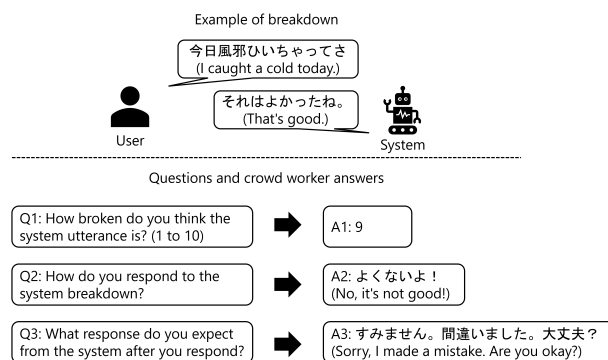 Example of breakdown
今日風邪ひいちゃってさ
(I caught a cold today.)
それはよかったね。
(That's good.)
User
System
Questions and crowd worker answers
Q1: How broken do you think the
system utterance is? (1 to 10)
A1: 9
Q2: How do you respond to the
system breakdown?
A2: よくないよ！
(No, it's not good!)
Q3: What response do you expect
from the system after you respond?
A3: すみません。間違いました。大丈夫？
(Sorry, I made a mistake. Are you okay?)